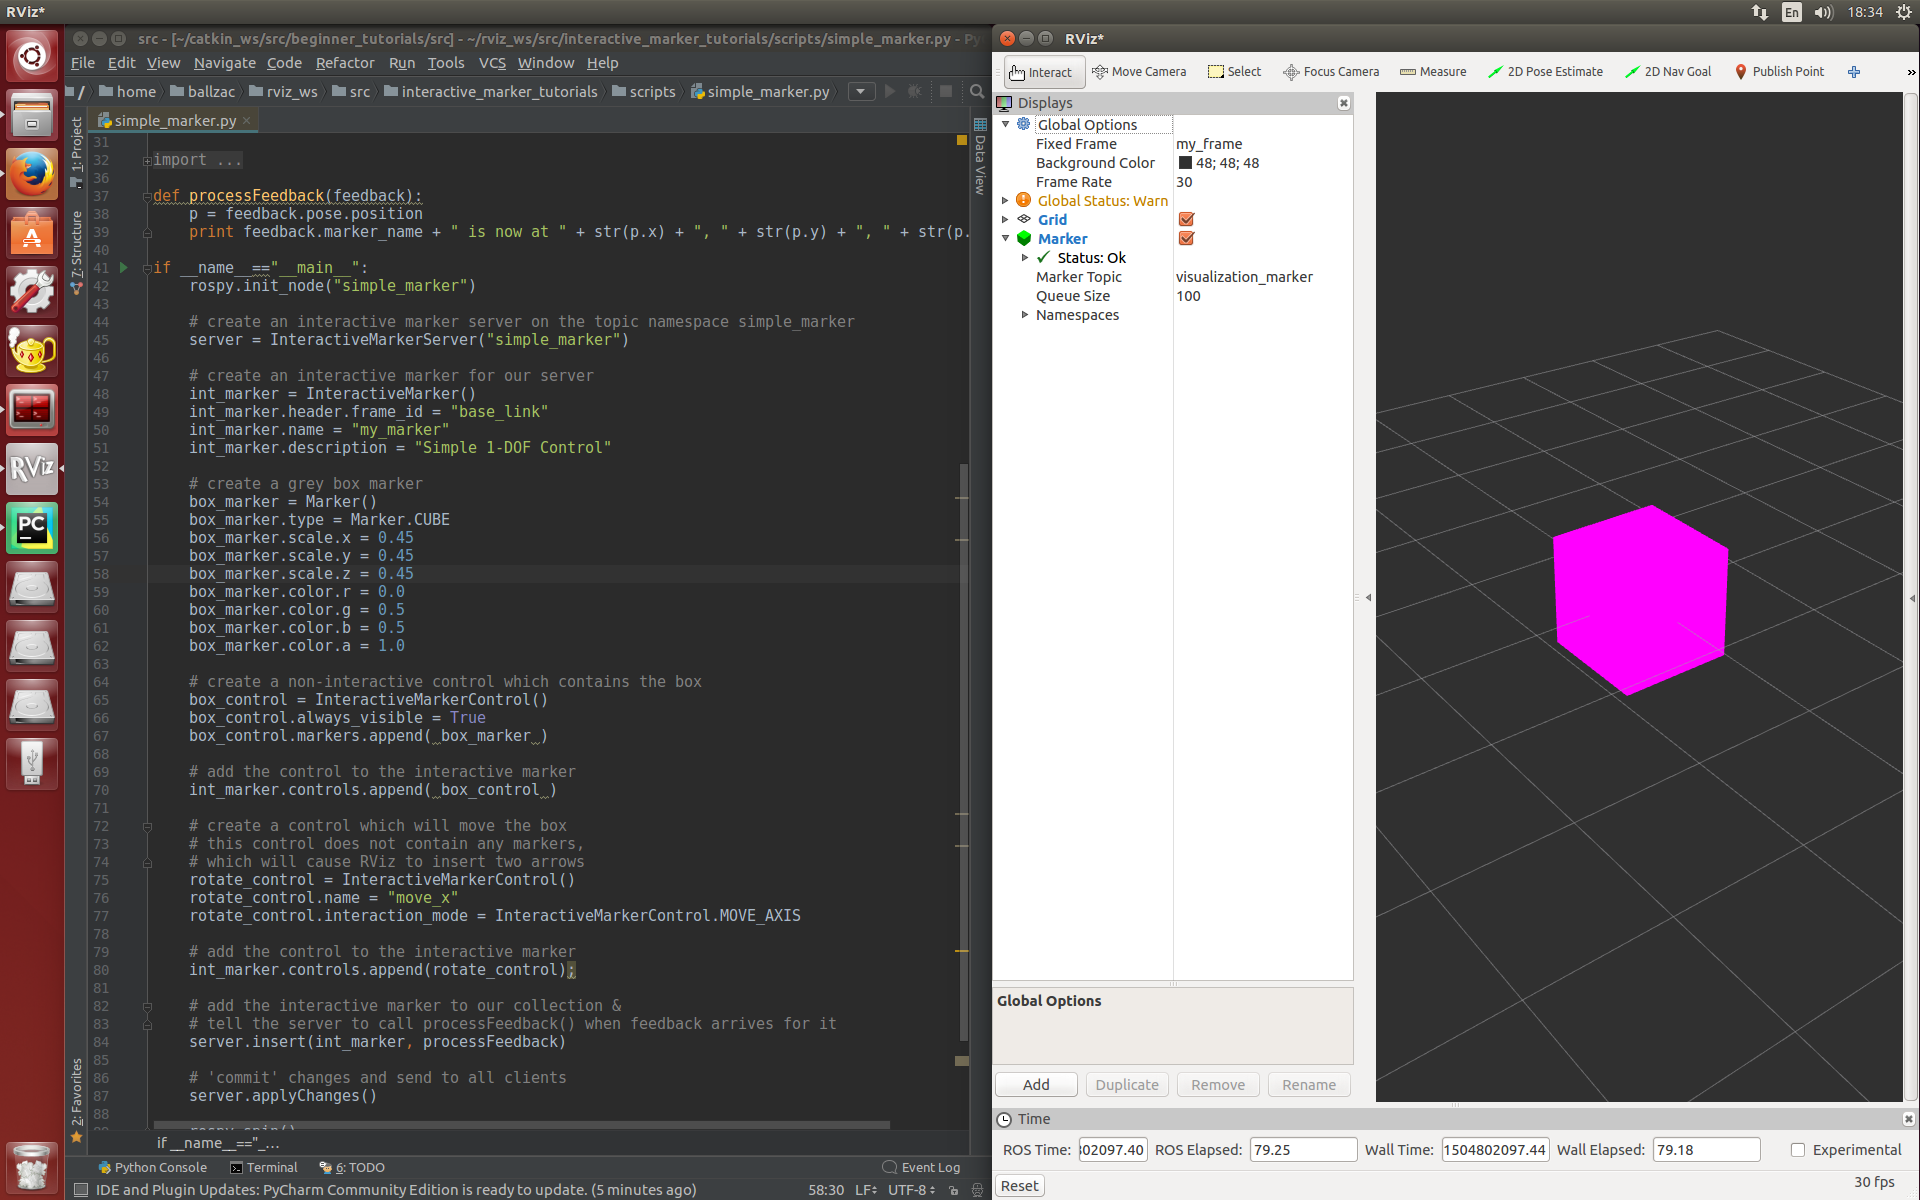 RViz*
En
18:34
src - [~/catkin_ws/src/beginner_tutorials/src] - ~/rviz_ws/src/interactive_marker_tutorials/scripts/simple_marker.py - Py
File Edit View Navigate Code Refactor Run Tools VCS Window Help
/ home ballzac rviz_ws src interactive_marker_tutorials scripts simple_marker.py
simple_marker.py
1: Project
7: Structure
2: Favorites
Data View
RViz
PC
31
32 import ...
36
37 def processFeedback(feedback):
38 p = feedback.pose.position
39 print feedback.marker_name + " is now at " + str(p.x) + ", " + str(p.y) + ", " + str(p.
40
41 if __name__=="__main__":
42 rospy.init_node("simple_marker")
43
44 # create an interactive marker server on the topic namespace simple_marker
45 server = InteractiveMarkerServer("simple_marker")
46
47 # create an interactive marker for our server
48 int_marker = InteractiveMarker()
49 int_marker.header.frame_id = "base_link"
50 int_marker.name = "my_marker"
51 int_marker.description = "Simple 1-DOF Control"
52
53 # create a grey box marker
54 box_marker = Marker()
55 box_marker.type = Marker.CUBE
56 box_marker.scale.x = 0.45
57 box_marker.scale.y = 0.45
58 box_marker.scale.z = 0.45
59 box_marker.color.r = 0.0
60 box_marker.color.g = 0.5
61 box_marker.color.b = 0.5
62 box_marker.color.a = 1.0
63
64 # create a non-interactive control which contains the box
65 box_control = InteractiveMarkerControl()
66 box_control.always_visible = True
67 box_control.markers.append( box_marker )
68
69 # add the control to the interactive marker
70 int_marker.controls.append( box_control )
71
72 # create a control which will move the box
73 # this control does not contain any markers,
74 # which will cause RViz to insert two arrows
75 rotate_control = InteractiveMarkerControl()
76 rotate_control.name = "move_x"
77 rotate_control.interaction_mode = InteractiveMarkerControl.MOVE_AXIS
78
79 # add the control to the interactive marker
80 int_marker.controls.append(rotate_control);
81
82 # add the interactive marker to our collection &
83 # tell the server to call processFeedback() when feedback arrives for it
84 server.insert(int_marker, processFeedback)
85
86 # 'commit' changes and send to all clients
87 server.applyChanges()
88
if __name__=="_ ...
Python Console Terminal 6: TODO Event Log
IDE and Plugin Updates: PyCharm Community Edition is ready to update. (5 minutes ago) 58:30 LF UTF-8
RViz*
Interact Move Camera Select Focus Camera Measure 2D Pose Estimate 2D Nav Goal Publish Point »
Displays
Global Options
Fixed Frame my_frame
Background Color 48; 48; 48
Frame Rate 30
Global Status: Warn
Grid
Marker
Status: Ok
Marker Topic visualization_marker
Queue Size 100
Namespaces
Global Options
Add Duplicate Remove Rename
Time
ROS Time: 02097.40 ROS Elapsed: 79.25 Wall Time: 1504802097.44 Wall Elapsed: 79.18 Experimental
Reset
30 fps